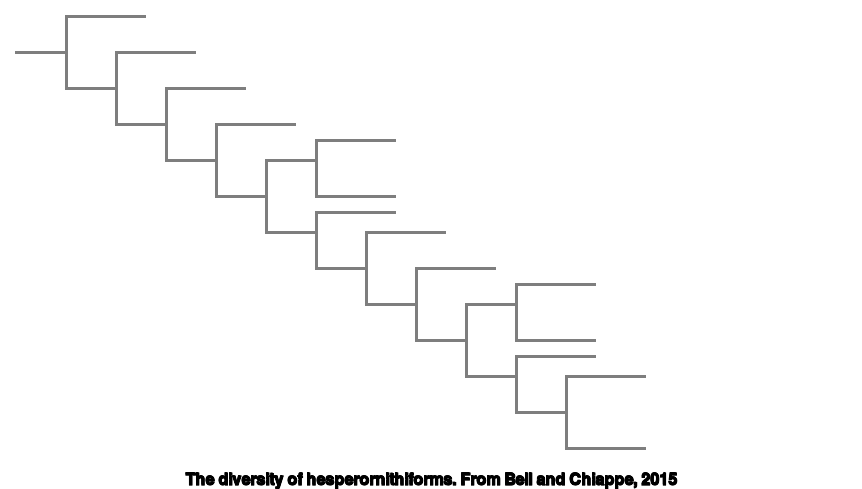 The diversity of hesperornithiforms. From Bell and Chiappe, 2015